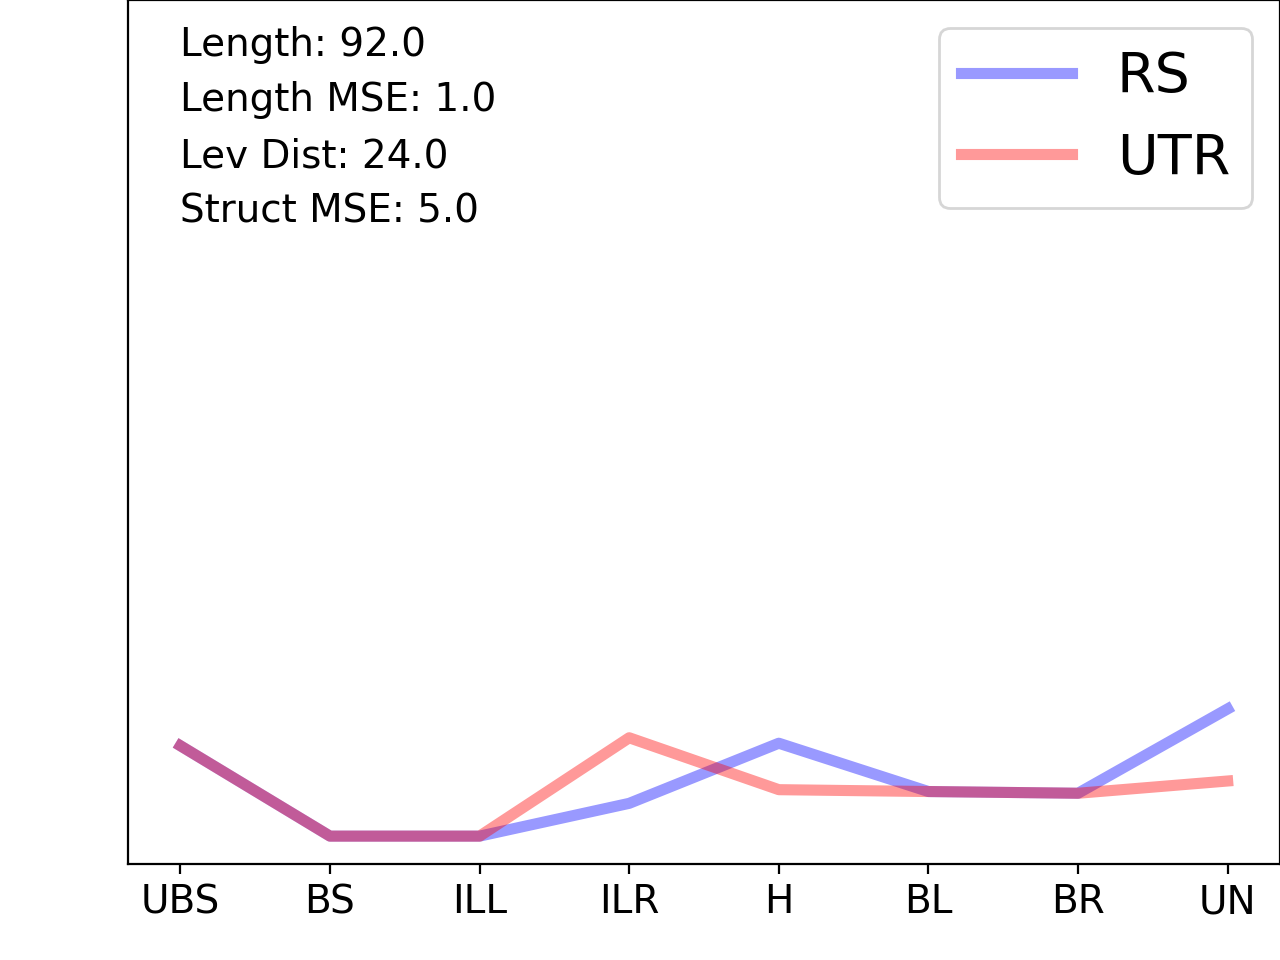 Length: 92.0
Length MSE: 1.0
Lev Dist: 24.0
Struct MSE: 5.0
RS
UTR
UBS BS ILL ILR H BL BR UN